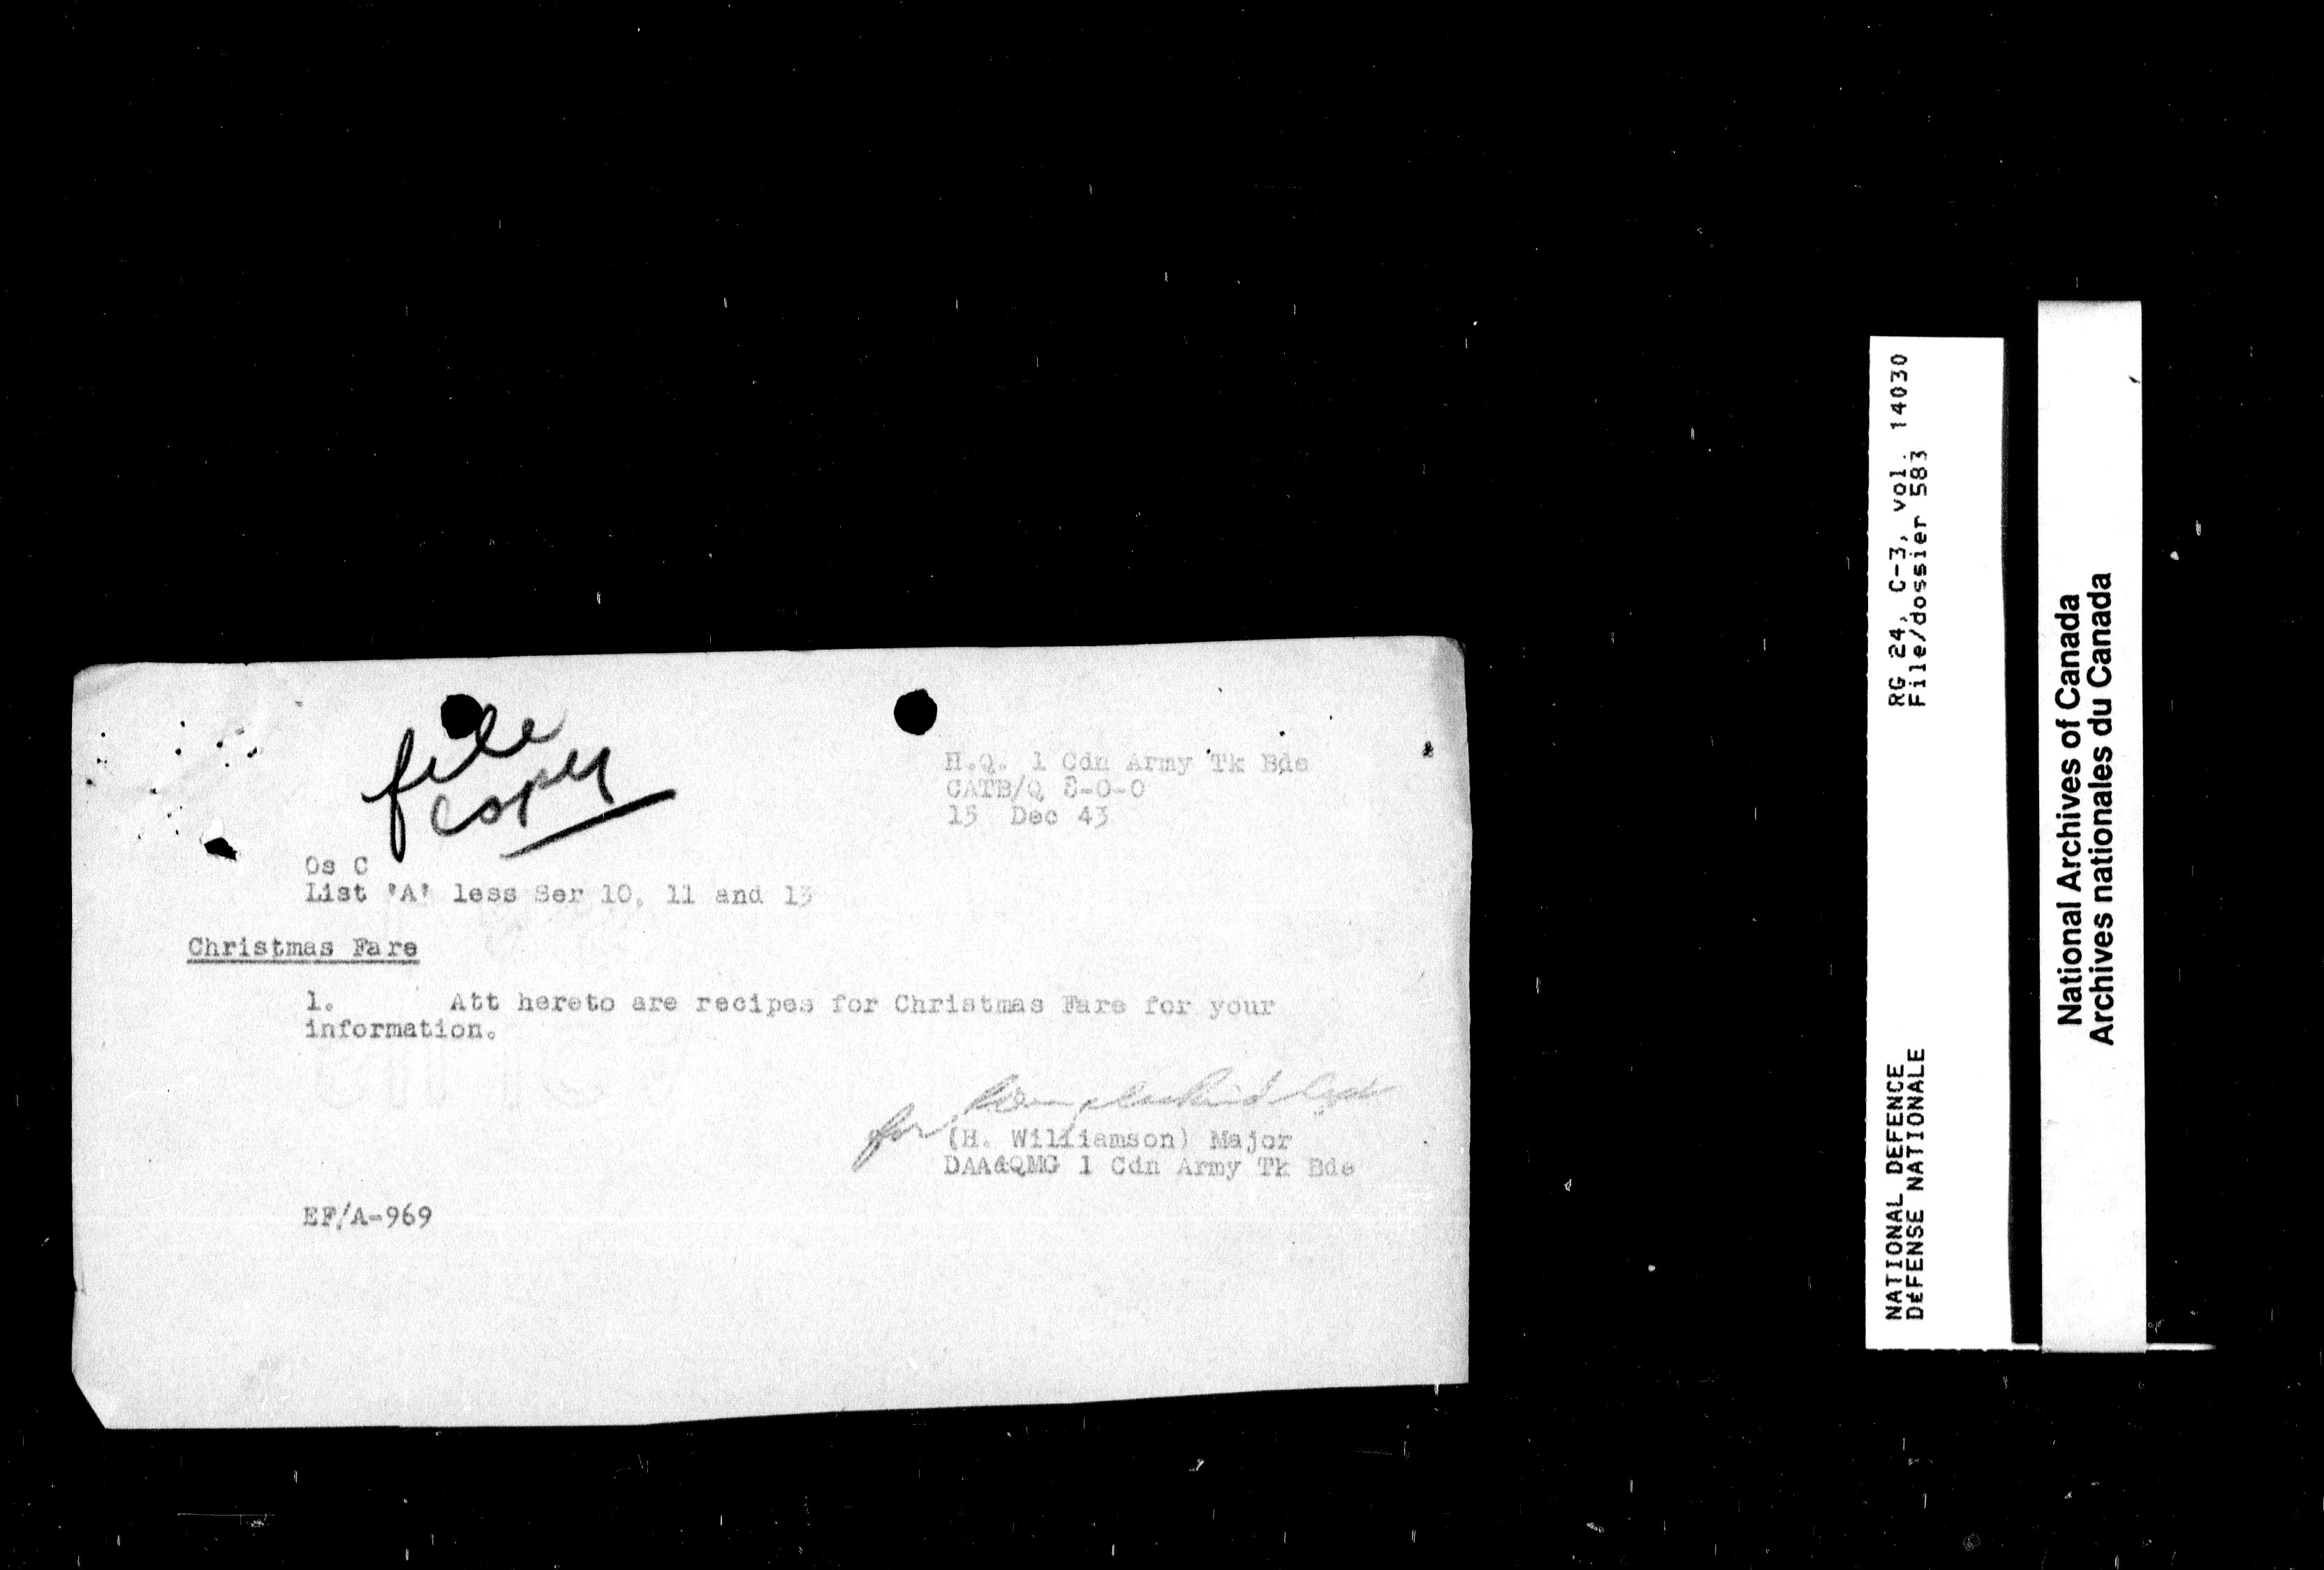 file
copy
H.Q. 1 Cdn Army Tk Bde
CATB/Q 8-0-0
15 Dec 43
Os C
List 'A' less Ser 10, 11 and 13
Christmas Fare
1. Att hereto are recipes for Christmas Fare for your
information.
for
(H. Williamson) Major
DAA&QMG 1 Cdn Army Tk Bde
EF/A-969
NATIONAL DEFENCE RG 24, C-3, vol. 14030
DÉFENSE NATIONALE File/dossier 583
National Archives of Canada
Archives nationales du Canada